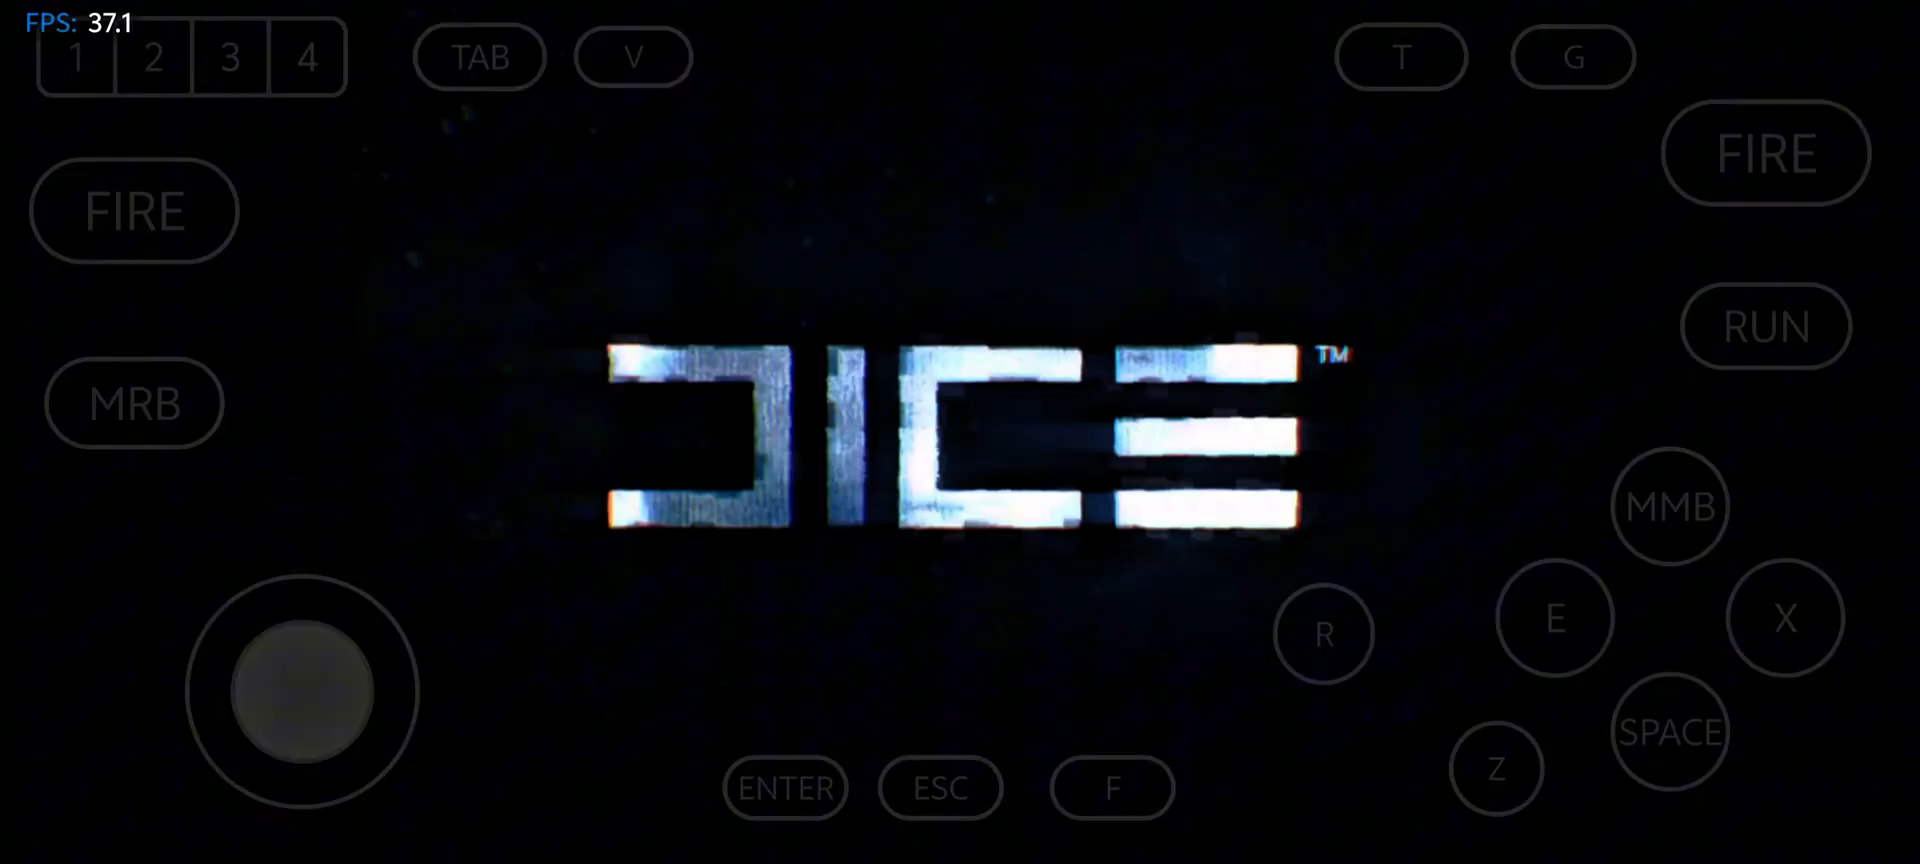 FPS: 37.1
1 2 3 4 TAB V T G
FIRE FIRE
RUN
MRB
DICE™
MMB
R E X
SPACE
Z
ENTER ESC F